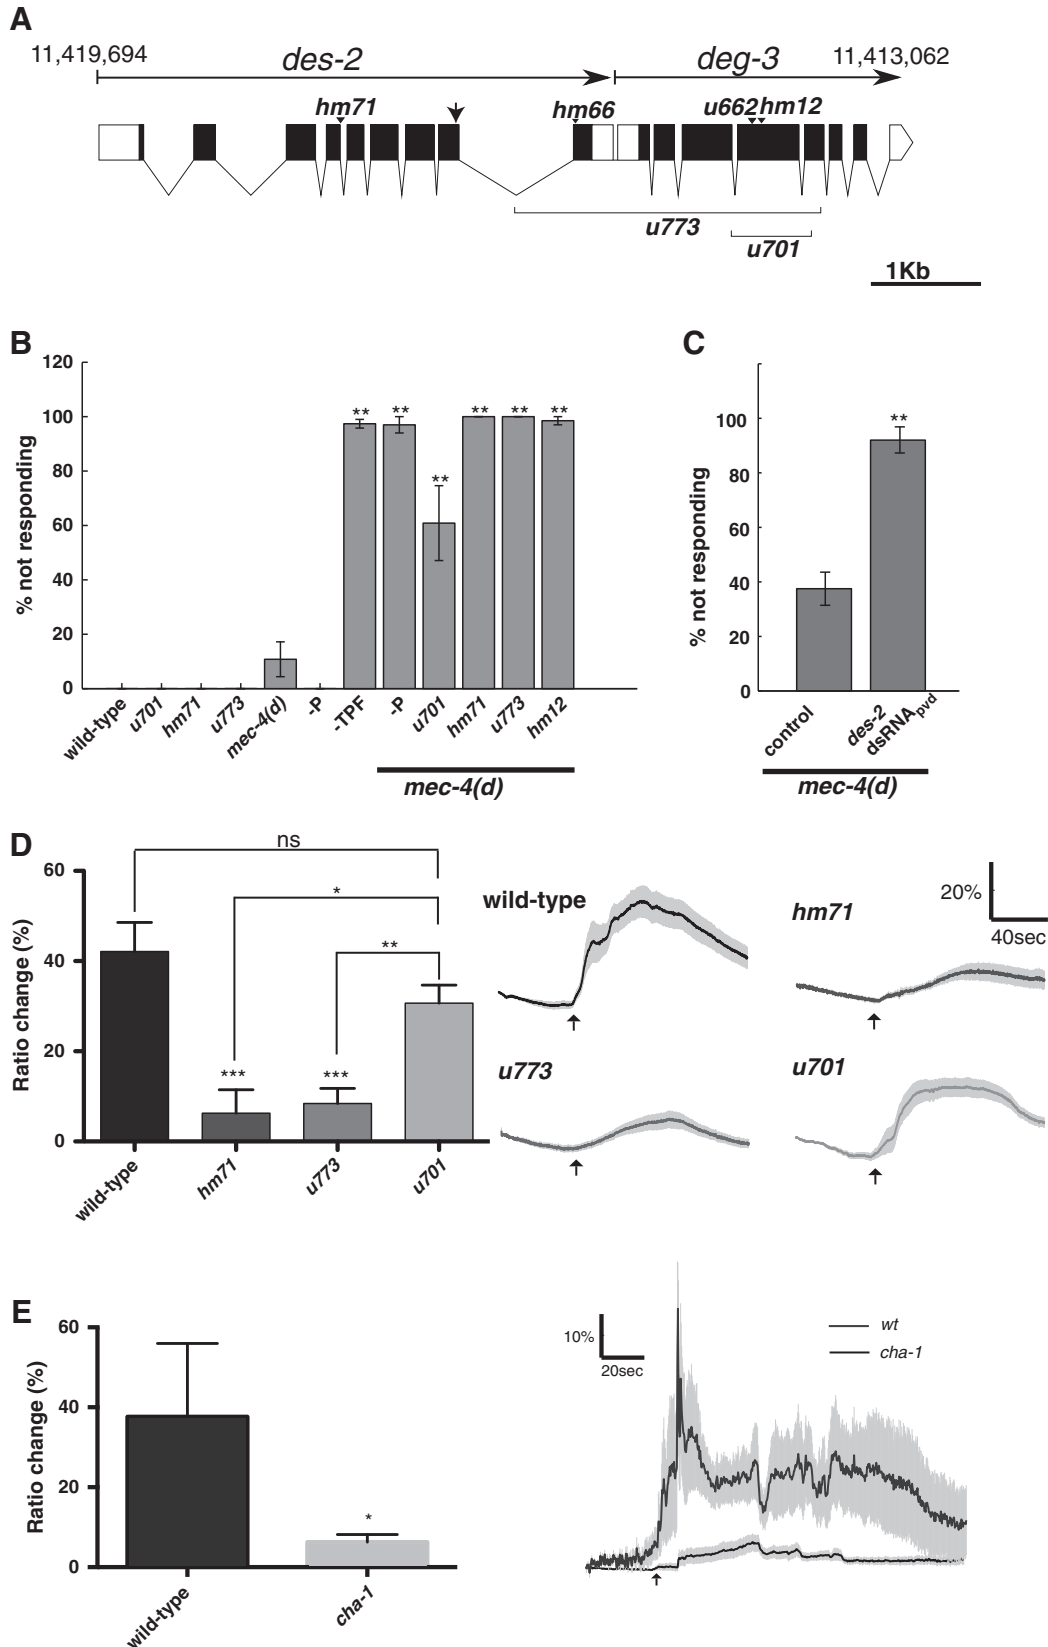 A
11,419,694
des-2
deg-3
11,413,062
hm71
hm66
u662
hm12
u773
u701
1Kb
B
120
100
80
60
40
20
0
% not responding
**
**
**
**
**
**
wild-type
u701
hm71
u773
mec-4(d)
-P
-TPF
-P
u701
hm71
u773
hm12
mec-4(d)
C
100
80
60
40
20
0
% not responding
**
control
des-2
dsRNApvd
mec-4(d)
D
60
40
20
0
Ratio change (%)
ns
*
**
***
***
wild-type
hm71
u773
u701
wild-type
hm71
20%
40sec
u773
u701
E
60
40
20
0
Ratio change (%)
*
wild-type
cha-1
10%
20sec
wt
cha-1